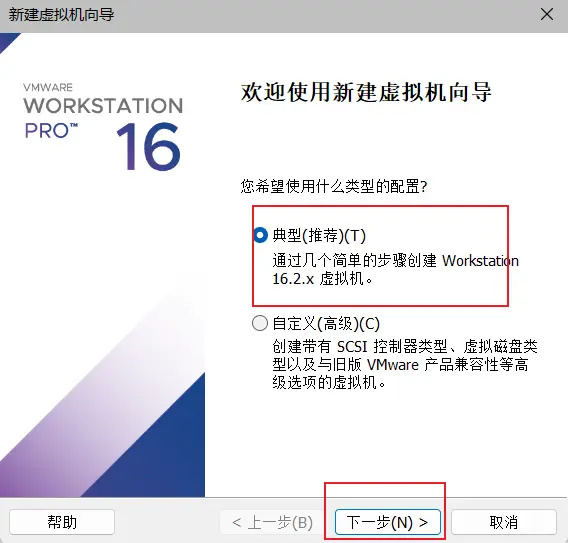 新建虚拟机向导
VMWARE
WORKSTATION
PRO™ 16
欢迎使用新建虚拟机向导
您希望使用什么类型的配置?
典型(推荐)(T)
通过几个简单的步骤创建 Workstation
16.2.x 虚拟机。
自定义(高级)(C)
创建带有 SCSI 控制器类型、虚拟磁盘类
型以及与旧版 VMware 产品兼容性等高
级选项的虚拟机。
帮助
< 上一步(B)
下一步(N) >
取消